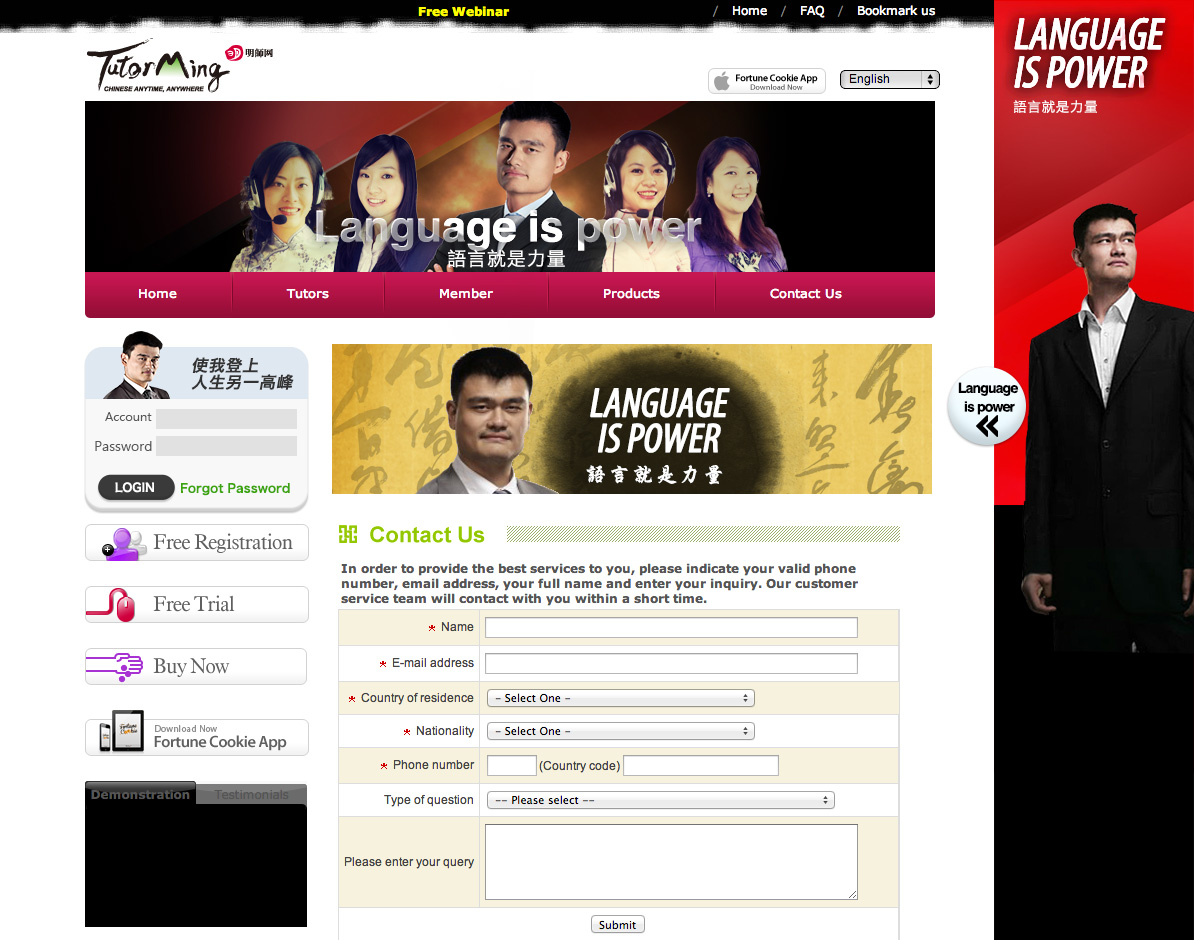 Free Webinar
/ Home / FAQ / Bookmark us
TutorMing 明師网
CHINESE ANYTIME, ANYWHERE
Fortune Cookie App
Download Now
English
Language is power
語言就是力量
Home Tutors Member Products Contact Us
使我登上
人生另一高峰
Account
Password
LOGIN Forgot Password
Free Registration
Free Trial
Buy Now
Download Now
Fortune Cookie App
Demonstration Testimonials
LANGUAGE
IS POWER
語言就是力量
Contact Us
In order to provide the best services to you, please indicate your valid phone
number, email address, your full name and enter your inquiry. Our customer
service team will contact with you within a short time.
* Name
* E-mail address
* Country of residence - Select One -
* Nationality - Select One -
* Phone number (Country code)
Type of question -- Please select --
Please enter your query
Submit
LANGUAGE
IS POWER
語言就是力量
Language
is power